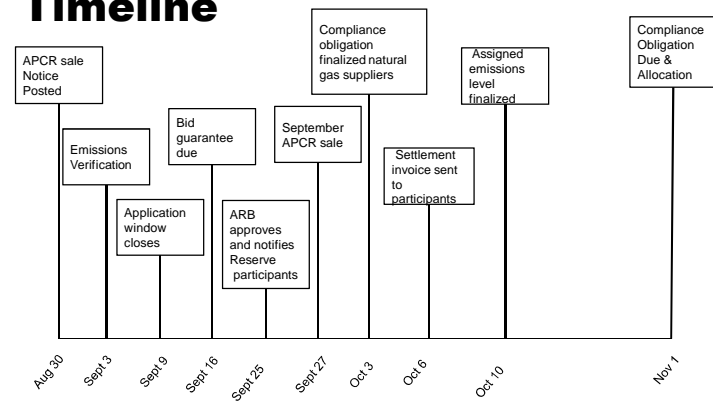 Timeline
APCR sale
Notice
Posted
Emissions
Verification
Application
window
closes
Bid
guarantee
due
ARB
approves
and notifies
Reserve
participants
September
APCR sale
Compliance
obligation
finalized natural
gas suppliers
Settlement
invoice sent
to
participants
Assigned
emissions
level
finalized
Compliance
Obligation
Due &
Allocation
Aug 30
Sept 3
Sept 9
Sept 16
Sept 25
Sept 27
Oct 3
Oct 6
Oct 10
Nov 1